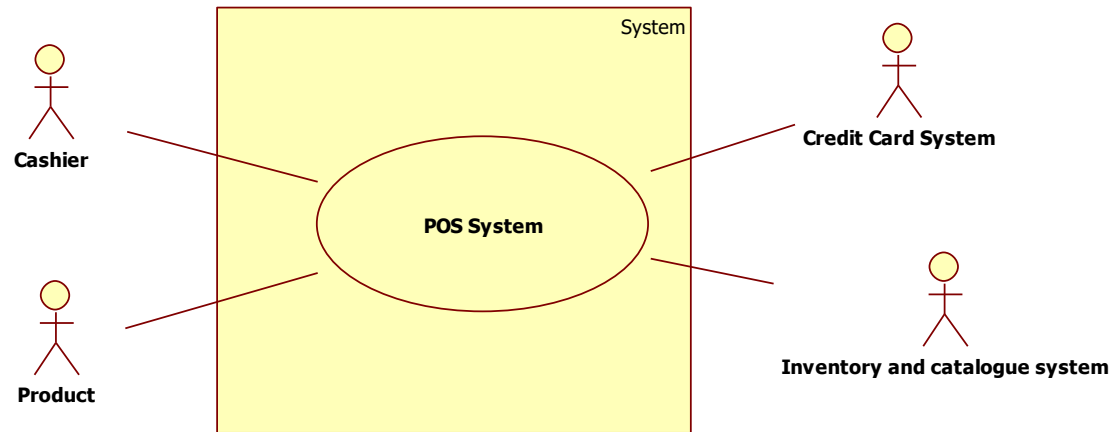 System
Cashier
Credit Card System
POS System
Product
Inventory and catalogue system